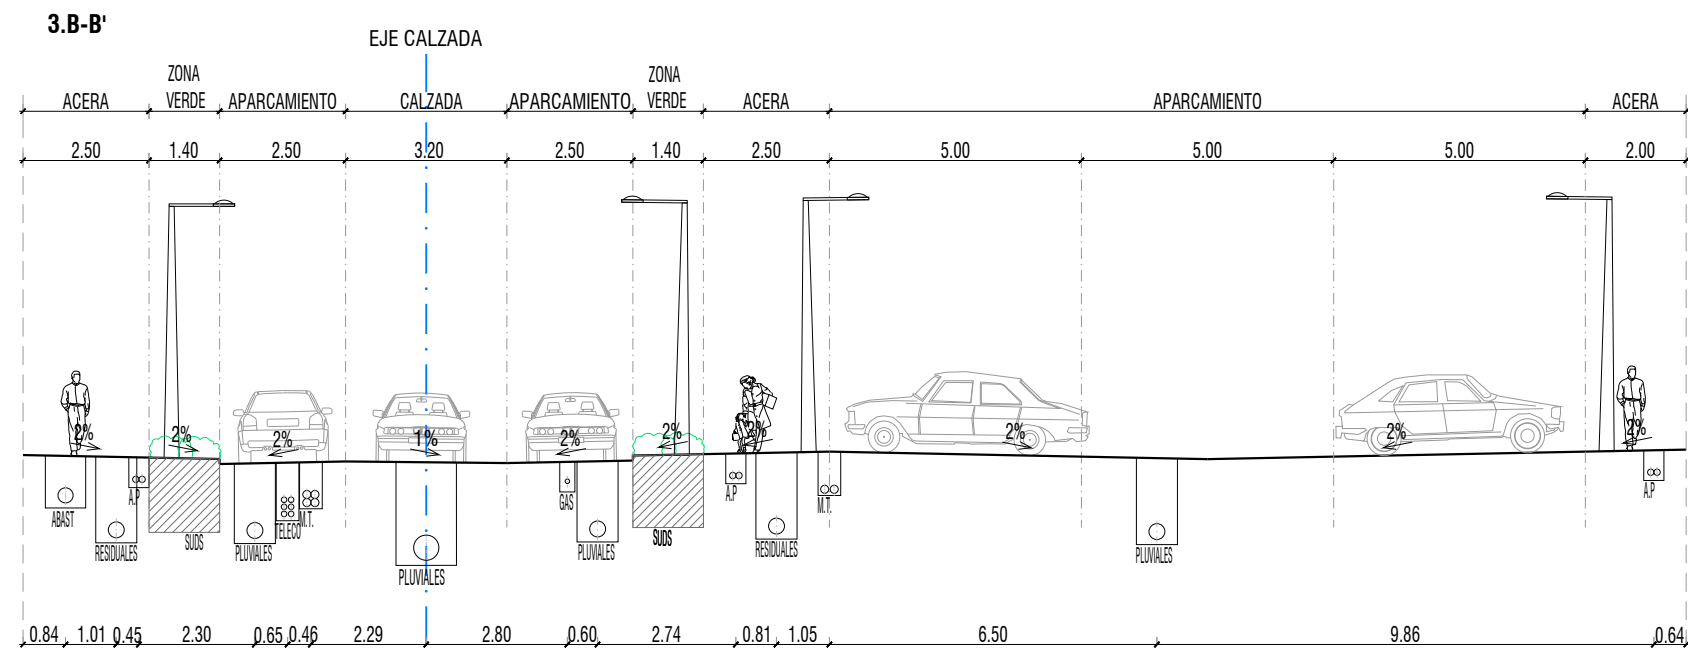 3.B-B'
EJE CALZADA
ZONA
VERDE
ZONA
VERDE
ACERA
APARCAMIENTO
CALZADA
APARCAMIENTO
ACERA
APARCAMIENTO
ACERA
2.50
1.40
2.50
3.20
2.50
1.40
2.50
5.00
5.00
5.00
2.00
2%
2%
2%
1%
2%
2%
2%
2%
2%
2%
ABAST
RESIDUALES
A.P
SUDS
PLUVIALES
TELECO
M.T.
PLUVIALES
GAS
PLUVIALES
SUDS
A.P
RESIDUALES
M.T.
PLUVIALES
A.P
0.84
1.01
0.45
2.30
0.65
0.46
2.29
2.80
0.60
2.74
0.81
1.05
6.50
9.86
0.64